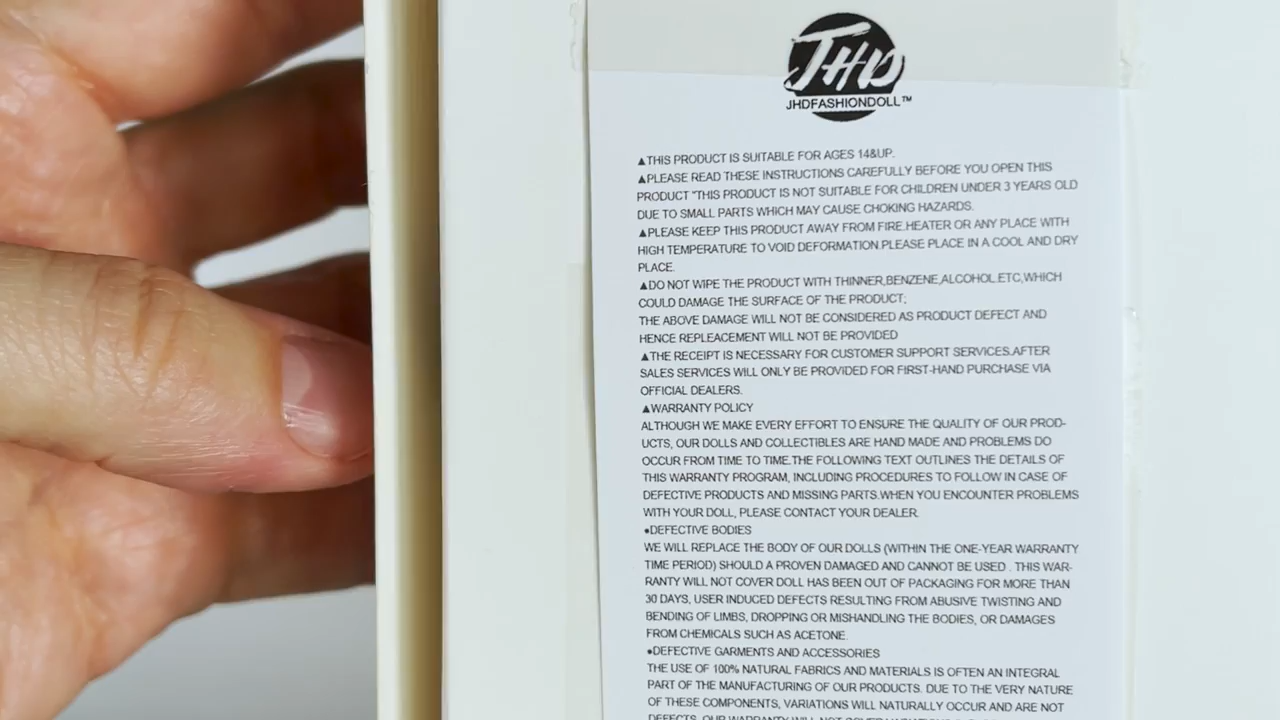 JHD
JHDFASHIONDOLL™
▲THIS PRODUCT IS SUITABLE FOR AGES 14&UP.
▲PLEASE READ THESE INSTRUCTIONS CAREFULLY BEFORE YOU OPEN THIS
PRODUCT "THIS PRODUCT IS NOT SUITABLE FOR CHILDREN UNDER 3 YEARS OLD
DUE TO SMALL PARTS WHICH MAY CAUSE CHOKING HAZARDS.
▲PLEASE KEEP THIS PRODUCT AWAY FROM FIRE.HEATER OR ANY PLACE WITH
HIGH TEMPERATURE TO VOID DEFORMATION.PLEASE PLACE IN A COOL AND DRY
PLACE.
▲DO NOT WIPE THE PRODUCT WITH THINNER,BENZENE,ALCOHOL.ETC,WHICH
COULD DAMAGE THE SURFACE OF THE PRODUCT;
THE ABOVE DAMAGE WILL NOT BE CONSIDERED AS PRODUCT DEFECT AND
HENCE REPLEACEMENT WILL NOT BE PROVIDED
▲THE RECEIPT IS NECESSARY FOR CUSTOMER SUPPORT SERVICES.AFTER
SALES SERVICES WILL ONLY BE PROVIDED FOR FIRST-HAND PURCHASE VIA
OFFICIAL DEALERS.
▲WARRANTY POLICY
ALTHOUGH WE MAKE EVERY EFFORT TO ENSURE THE QUALITY OF OUR PROD-
UCTS, OUR DOLLS AND COLLECTIBLES ARE HAND MADE AND PROBLEMS DO
OCCUR FROM TIME TO TIME.THE FOLLOWING TEXT OUTLINES THE DETAILS OF
THIS WARRANTY PROGRAM, INCLUDING PROCEDURES TO FOLLOW IN CASE OF
DEFECTIVE PRODUCTS AND MISSING PARTS.WHEN YOU ENCOUNTER PROBLEMS
WITH YOUR DOLL, PLEASE CONTACT YOUR DEALER.
●DEFECTIVE BODIES
WE WILL REPLACE THE BODY OF OUR DOLLS (WITHIN THE ONE-YEAR WARRANTY
TIME PERIOD) SHOULD A PROVEN DAMAGED AND CANNOT BE USED . THIS WAR-
RANTY WILL NOT COVER DOLL HAS BEEN OUT OF PACKAGING FOR MORE THAN
30 DAYS, USER INDUCED DEFECTS RESULTING FROM ABUSIVE TWISTING AND
BENDING OF LIMBS, DROPPING OR MISHANDLING THE BODIES, OR DAMAGES
FROM CHEMICALS SUCH AS ACETONE.
●DEFECTIVE GARMENTS AND ACCESSORIES
THE USE OF 100% NATURAL FABRICS AND MATERIALS IS OFTEN AN INTEGRAL
PART OF THE MANUFACTURING OF OUR PRODUCTS. DUE TO THE VERY NATURE
OF THESE COMPONENTS, VARIATIONS WILL NATURALLY OCCUR AND ARE NOT
DEFECTS. OUR WARRANTY WILL NOT